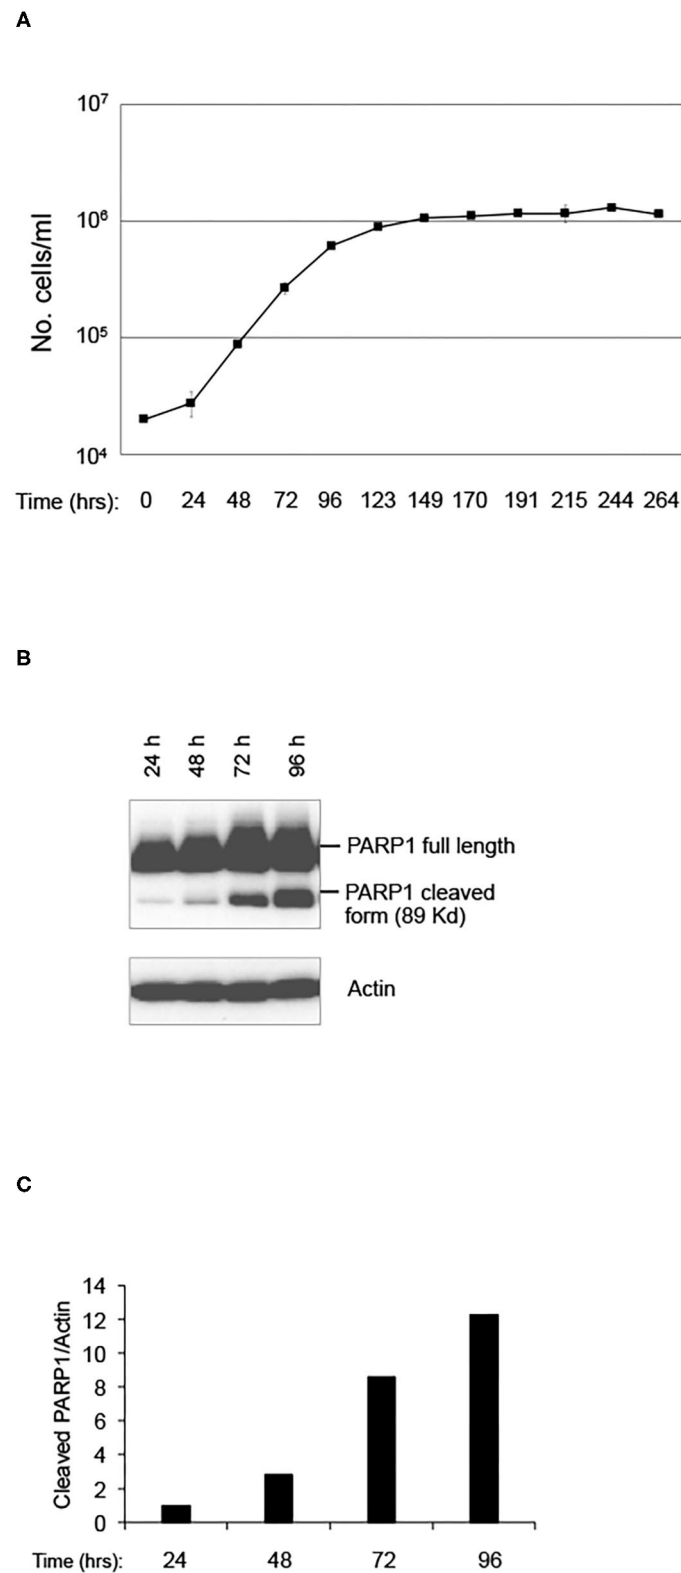 A
10⁷
10⁶
10⁵
10⁴
No. cells/ml
Time (hrs): 0 24 48 72 96 123 149 170 191 215 244 264
B
24 h 48 h 72 h 96 h
PARP1 full length
PARP1 cleaved
form (89 Kd)
Actin
C
14
12
10
8
6
4
2
0
Cleaved PARP1/Actin
Time (hrs): 24 48 72 96